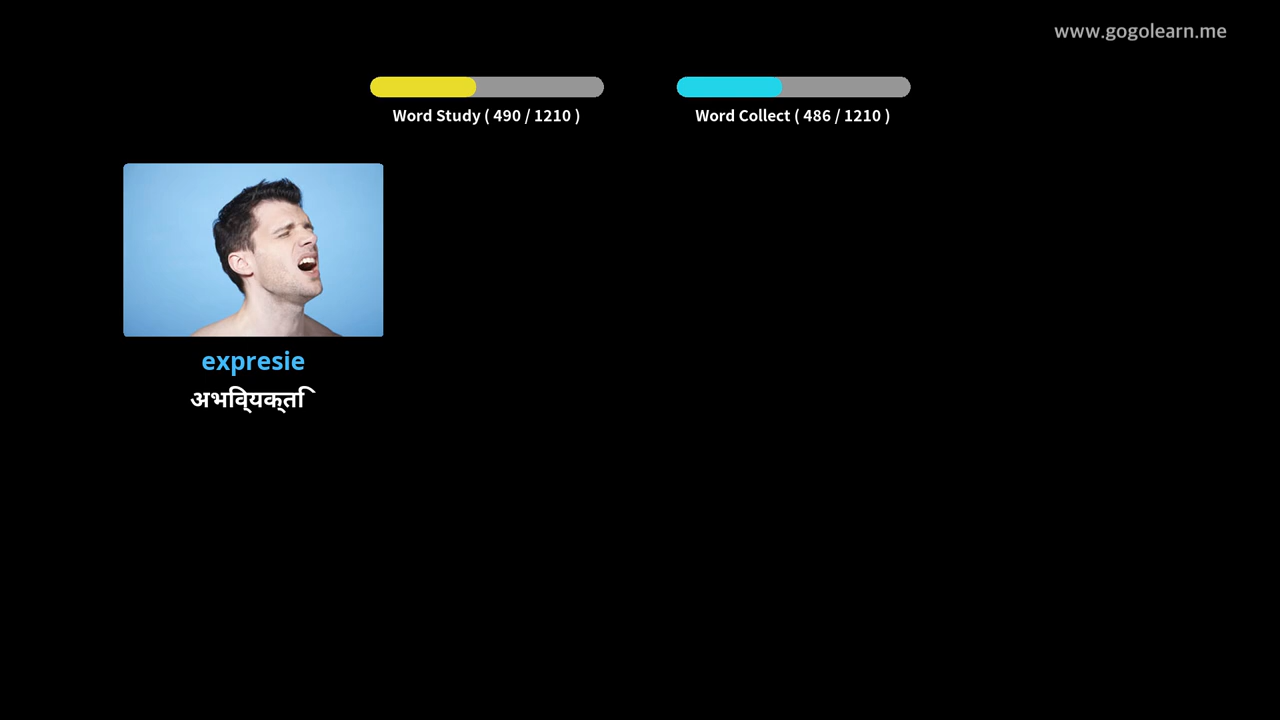 www.gogolearn.me
Word Study ( 490 / 1210 )
Word Collect ( 486 / 1210 )
expresie
अभिव्यक्ति